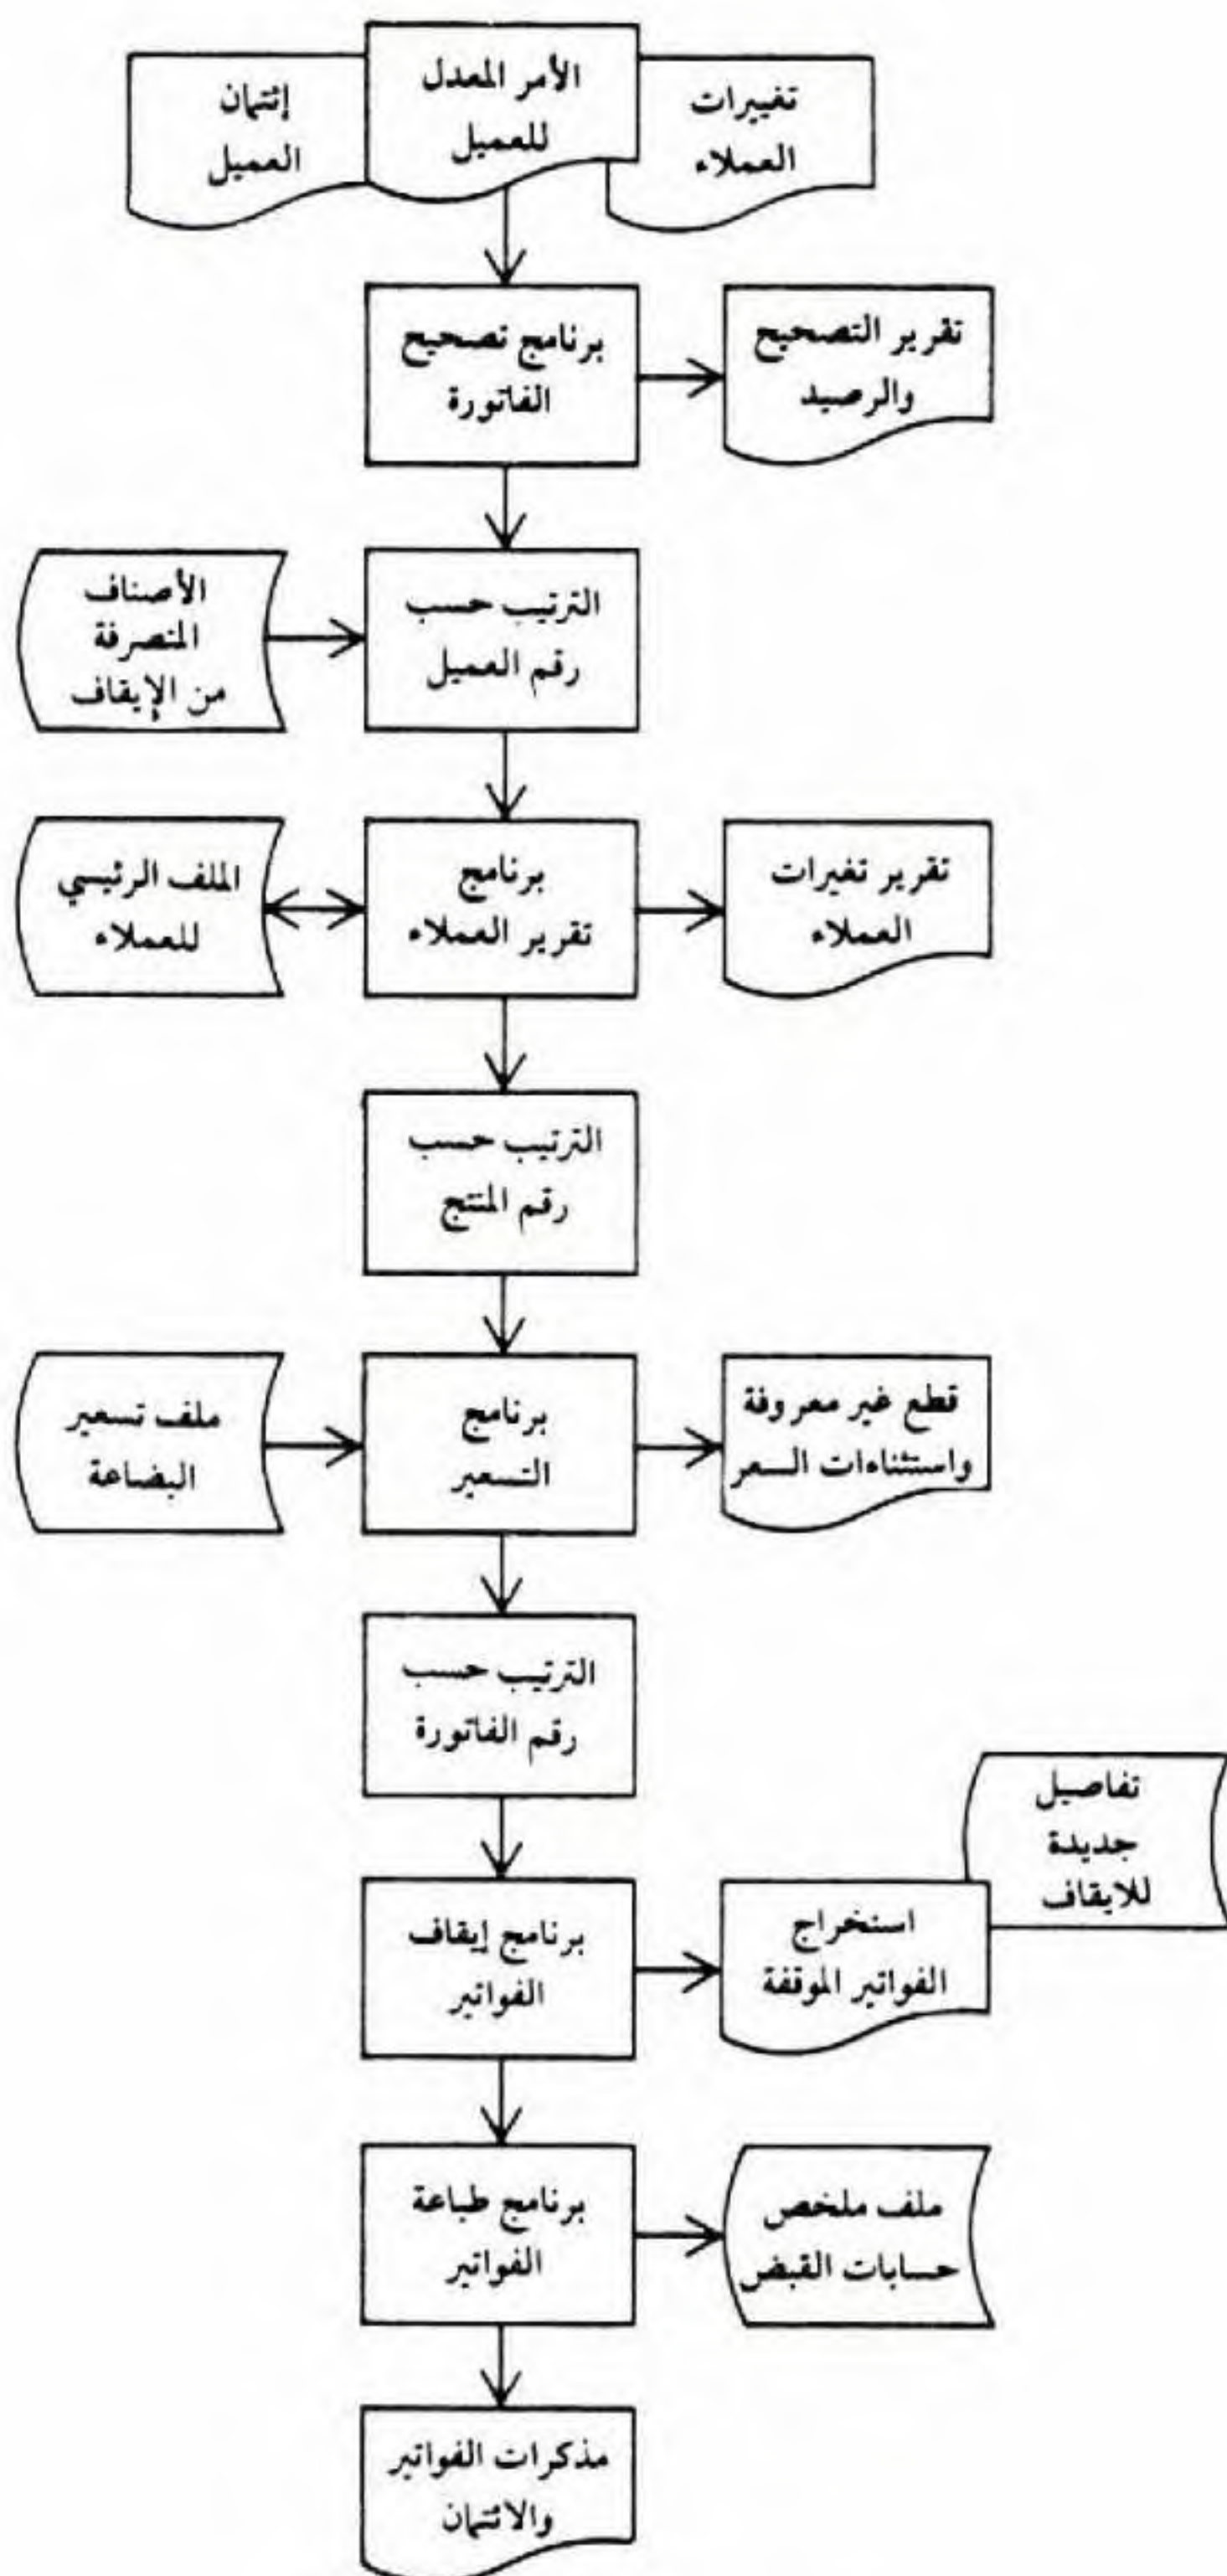 إئتمان
العميل
الأمر المعدل
للعميل
تغييرات
العملاء
برنامج تصحيح
الفاتورة
تقرير التصحيح
والرصيد
الأصناف
المنصرفة
من الإيقاف
الترتيب حسب
رقم العميل
الملف الرئيسي
للعملاء
برنامج
تقرير العملاء
تقرير تغيرات
العملاء
الترتيب حسب
رقم المنتج
ملف تسعير
البضاعة
برنامج
التسعير
قطع غير معروفة
واستثناءات السعر
الترتيب حسب
رقم الفاتورة
تفاصيل
جديدة
للايقاف
برنامج إيقاف
الفواتير
استخراج
الفواتير الموقفة
برنامج طباعة
الفواتير
ملف ملخص
حسابات القبض
مذكرات الفواتير
والائتمان